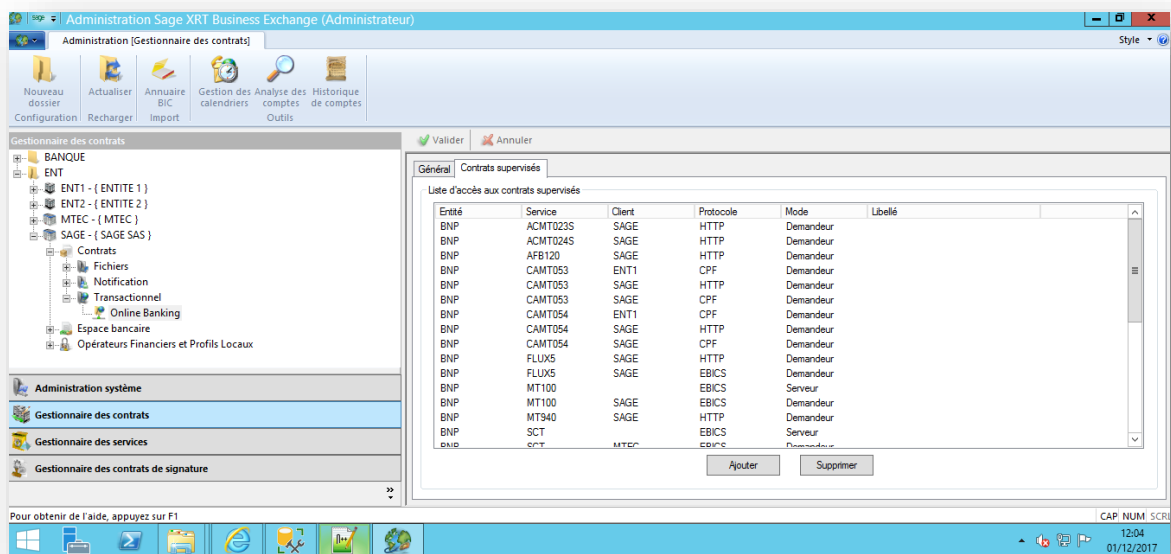 sage Administration Sage XRT Business Exchange (Administrateur)
Administration [Gestionnaire des contrats] Style
Nouveau dossier Actualiser Annuaire BIC Gestion des calendriers Analyse des comptes Historique de comptes
Configuration Recharger Import Outils
Gestionnaire des contrats
BANQUE
ENT
ENT1 - { ENTITE 1 }
ENT2 - { ENTITE 2 }
MTEC - { MTEC }
SAGE - { SAGE SAS }
Contrats
Fichiers
Notification
Transactionnel
Online Banking
Espace bancaire
Opérateurs Financiers et Profils Locaux
Administration système
Gestionnaire des contrats
Gestionnaire des services
Gestionnaire des contrats de signature
Valider Annuler
Général Contrats supervisés
Liste d'accès aux contrats supervisés
Entité Service Client Protocole Mode Libellé
BNP ACMT023S SAGE HTTP Demandeur
BNP ACMT024S SAGE HTTP Demandeur
BNP AFB120 SAGE HTTP Demandeur
BNP CAMT053 ENT1 CPF Demandeur
BNP CAMT053 SAGE HTTP Demandeur
BNP CAMT053 SAGE CPF Demandeur
BNP CAMT054 ENT1 CPF Demandeur
BNP CAMT054 SAGE HTTP Demandeur
BNP CAMT054 SAGE CPF Demandeur
BNP FLUX5 SAGE HTTP Demandeur
BNP FLUX5 SAGE EBICS Demandeur
BNP MT100 EBICS Serveur
BNP MT100 SAGE EBICS Demandeur
BNP MT940 SAGE HTTP Demandeur
BNP SCT EBICS Serveur
BNP SCT MTEC EBICS Demandeur
Ajouter Supprimer
Pour obtenir de l'aide, appuyez sur F1 CAP NUM SCRL
12:04
01/12/2017